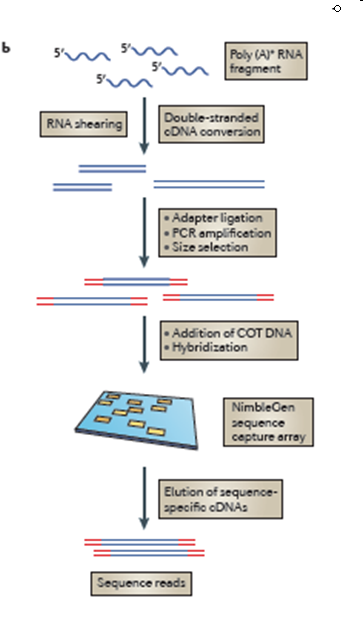 b
5′
5′
5′
5′
Poly (A)⁺ RNA
fragment
RNA shearing
Double-stranded
cDNA conversion
• Adapter ligation
• PCR amplification
• Size selection
• Addition of COT DNA
• Hybridization
NimbleGen
sequence
capture array
Elution of sequence-
specific cDNAs
Sequence reads